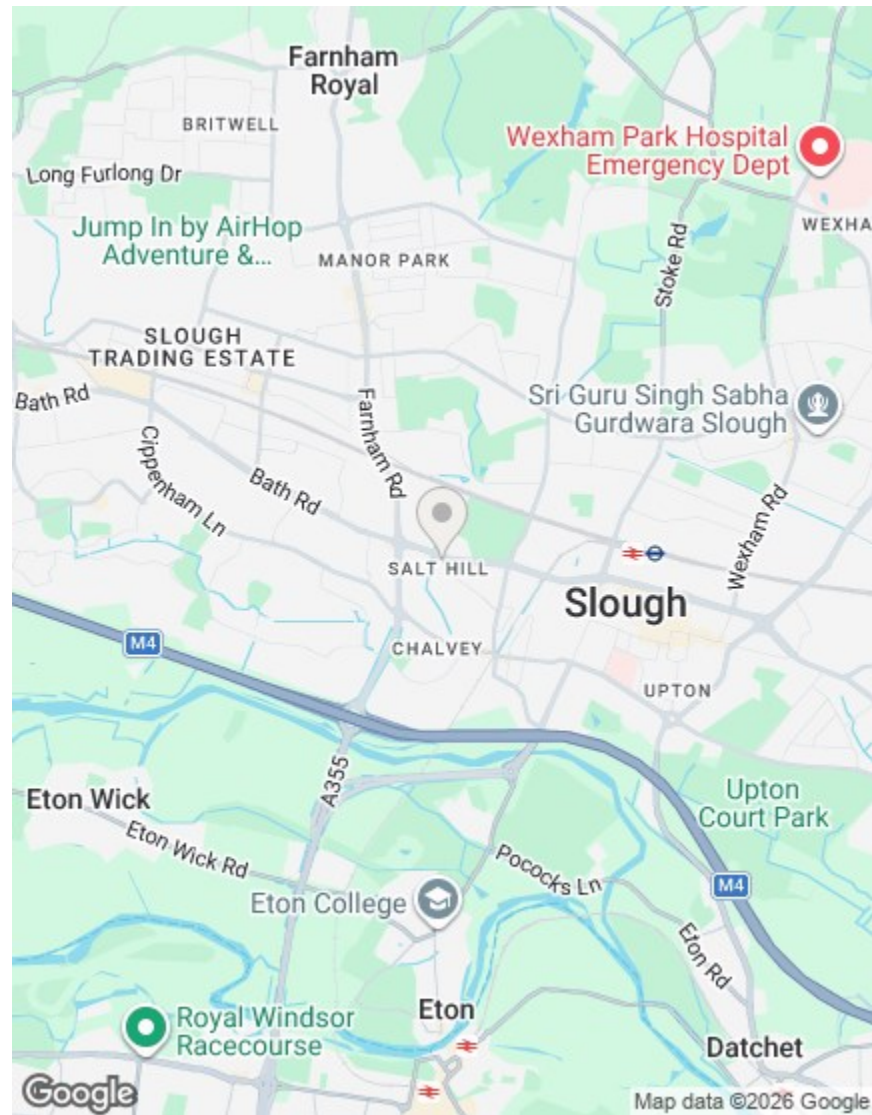 Farnham
Royal
BRITWELL
Wexham Park Hospital
Emergency Dept
Long Furlong Dr
WEXHA
Jump In by AirHop
Adventure &...
MANOR PARK
Stoke Rd
SLOUGH
TRADING ESTATE
Bath Rd
Farnham Rd
Sri Guru Singh Sabha
Gurdwara Slough
Cippenham Ln
Bath Rd
Wexham Rd
SALT HILL
Slough
M4
CHALVEY
UPTON
A355
Eton Wick
Upton
Court Park
Eton Wick Rd
Pococks Ln
M4
Eton College
Eton Rd
Eton
Royal Windsor
Racecourse
Datchet
Google
Map data ©2026 Google